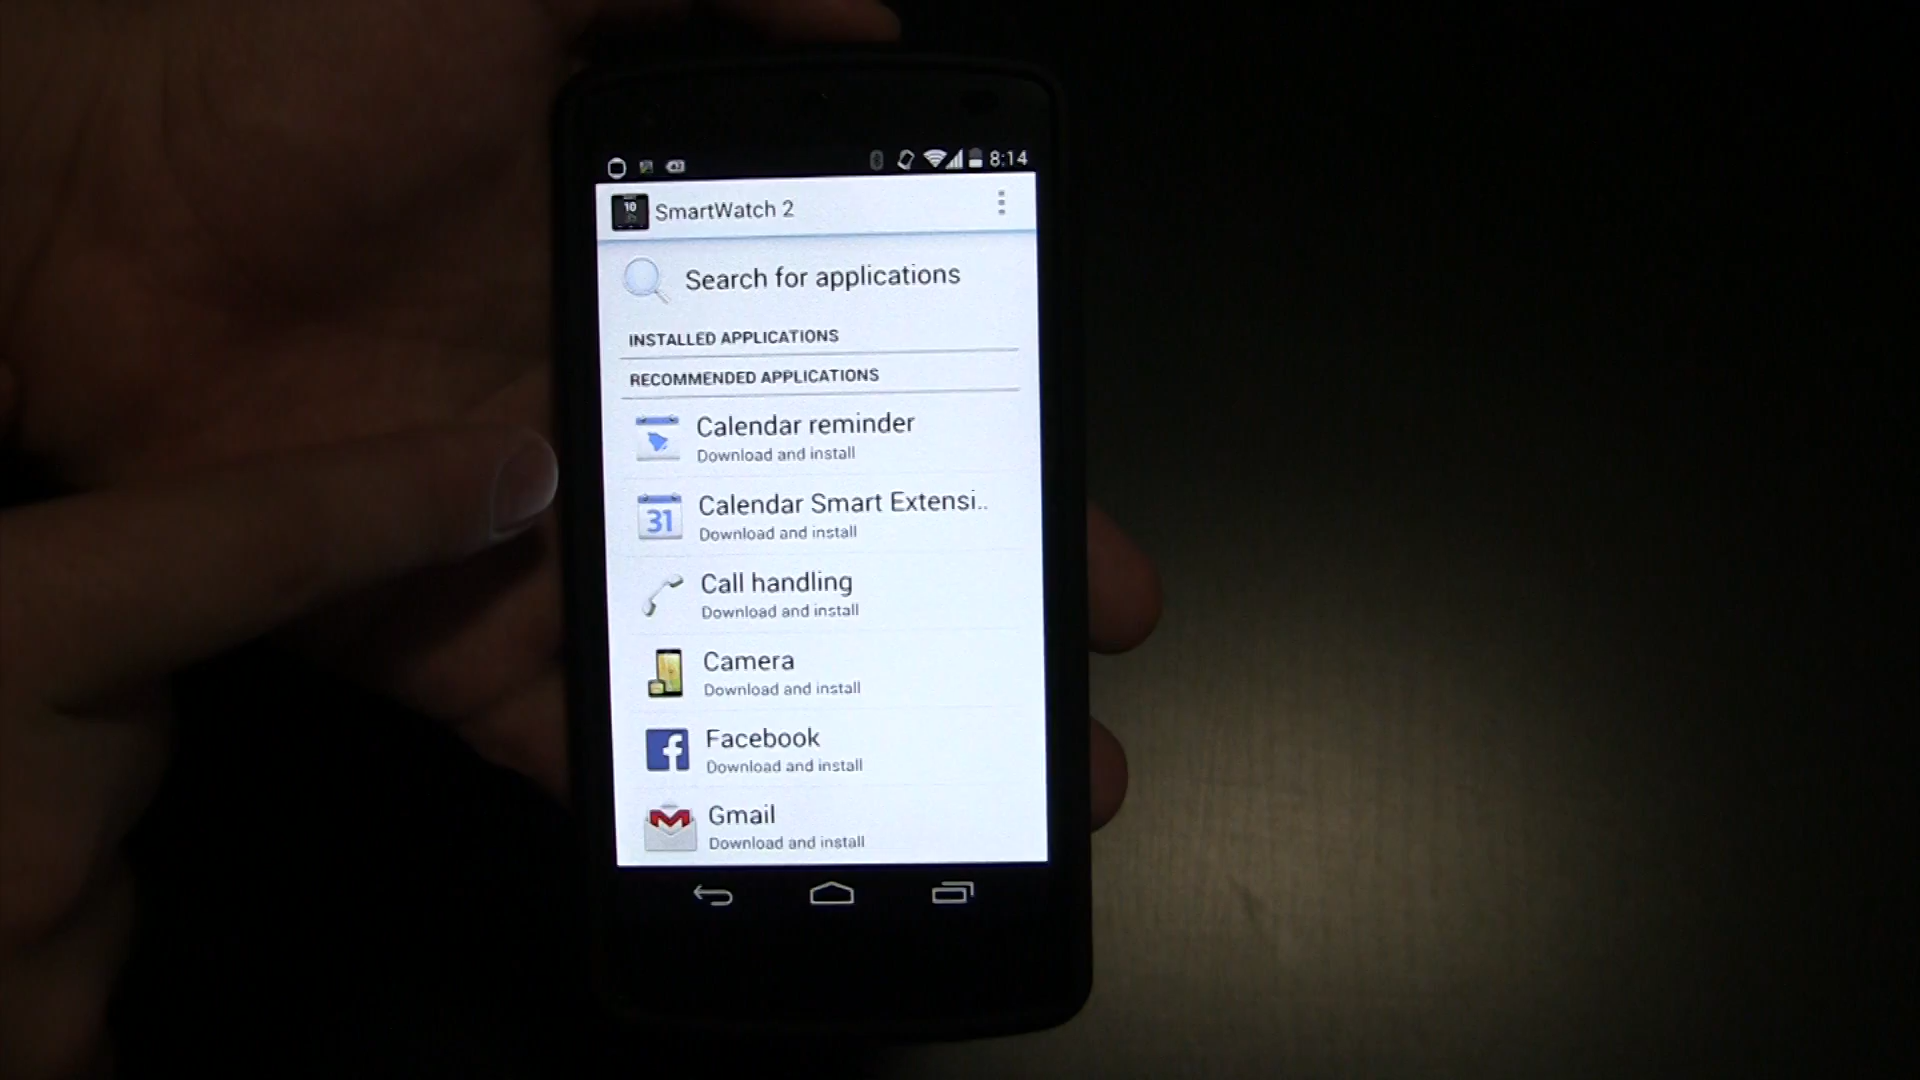 8:14
10
SmartWatch 2
Search for applications
INSTALLED APPLICATIONS
RECOMMENDED APPLICATIONS
Calendar reminder
Download and install
31
Calendar Smart Extensi..
Download and install
Call handling
Download and install
Camera
Download and install
f
Facebook
Download and install
Gmail
Download and install